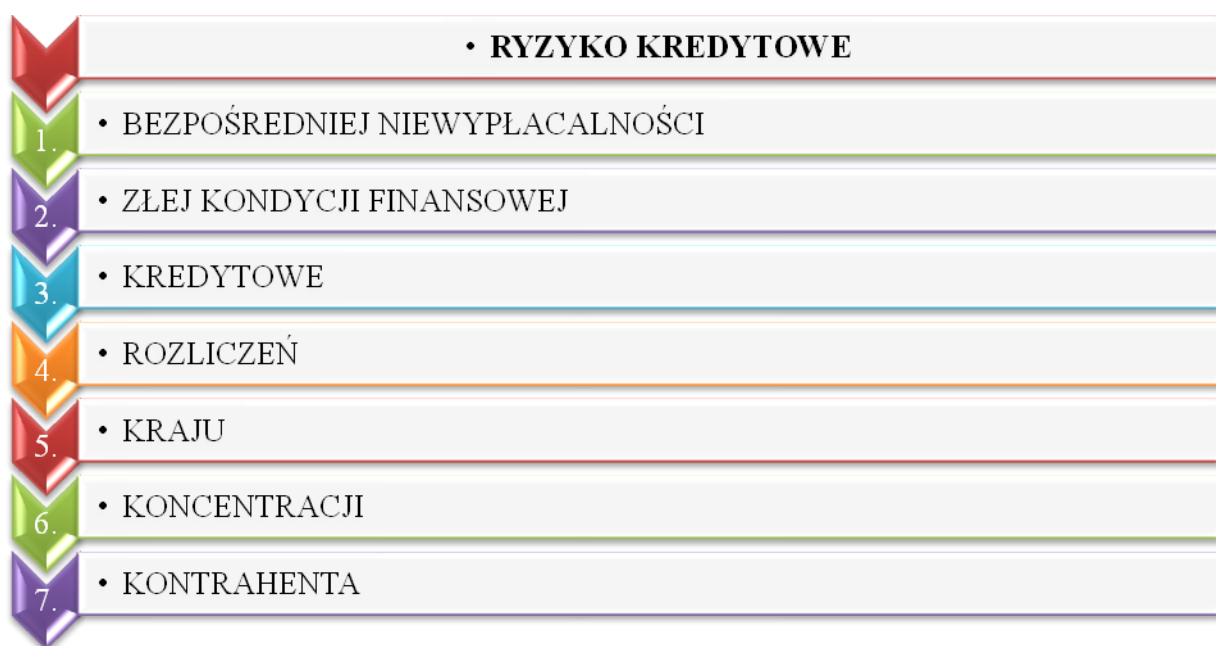 • RYZYKO KREDYTOWE
1. • BEZPOŚREDNIEJ NIEWYPŁACALNOŚCI
2. • ZŁEJ KONDYCJI FINANSOWEJ
3. • KREDYTOWE
4. • ROZLICZEŃ
5. • KRAJU
6. • KONCENTRACJI
7. • KONTRAHENTA